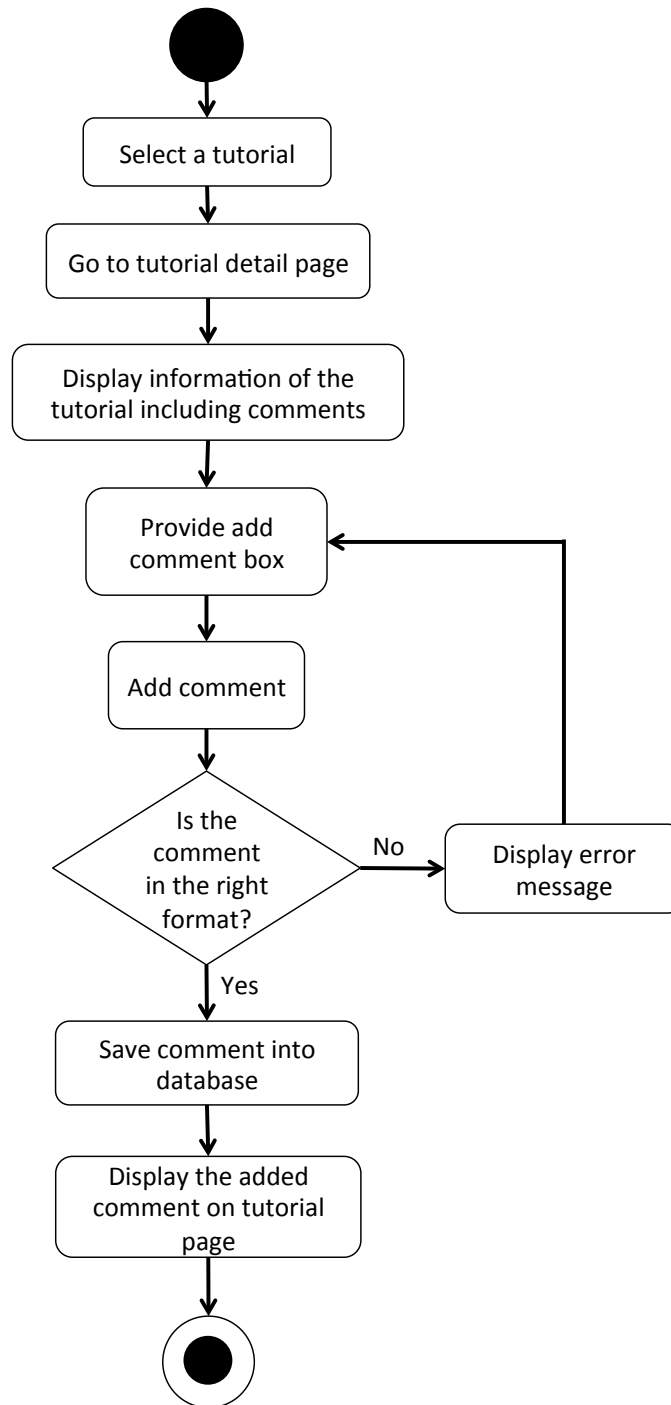 Select a tutorial
Go to tutorial detail page
Display information of the
tutorial including comments
Provide add
comment box
Add comment
Is the
comment
in the right
format?
No
Display error
message
Yes
Save comment into
database
Display the added
comment on tutorial
page